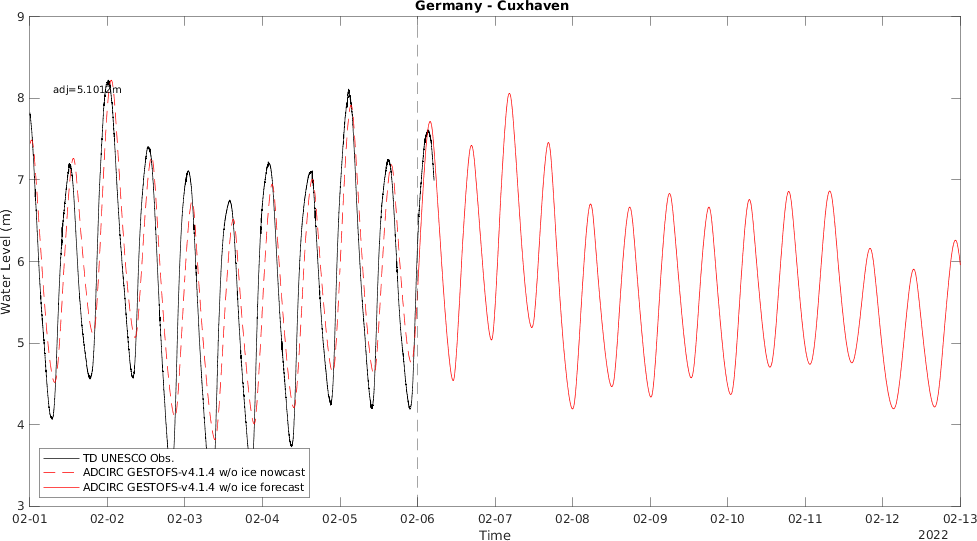 Germany - Cuxhaven
9
8
7
6
5
4
3
Water Level (m)
adj=5.1012m
TD UNESCO Obs.
ADCIRC GESTOFS-v4.1.4 w/o ice nowcast
ADCIRC GESTOFS-v4.1.4 w/o ice forecast
02-01 02-02 02-03 02-04 02-05 02-06 02-07 02-08 02-09 02-10 02-11 02-12 02-13
Time
2022